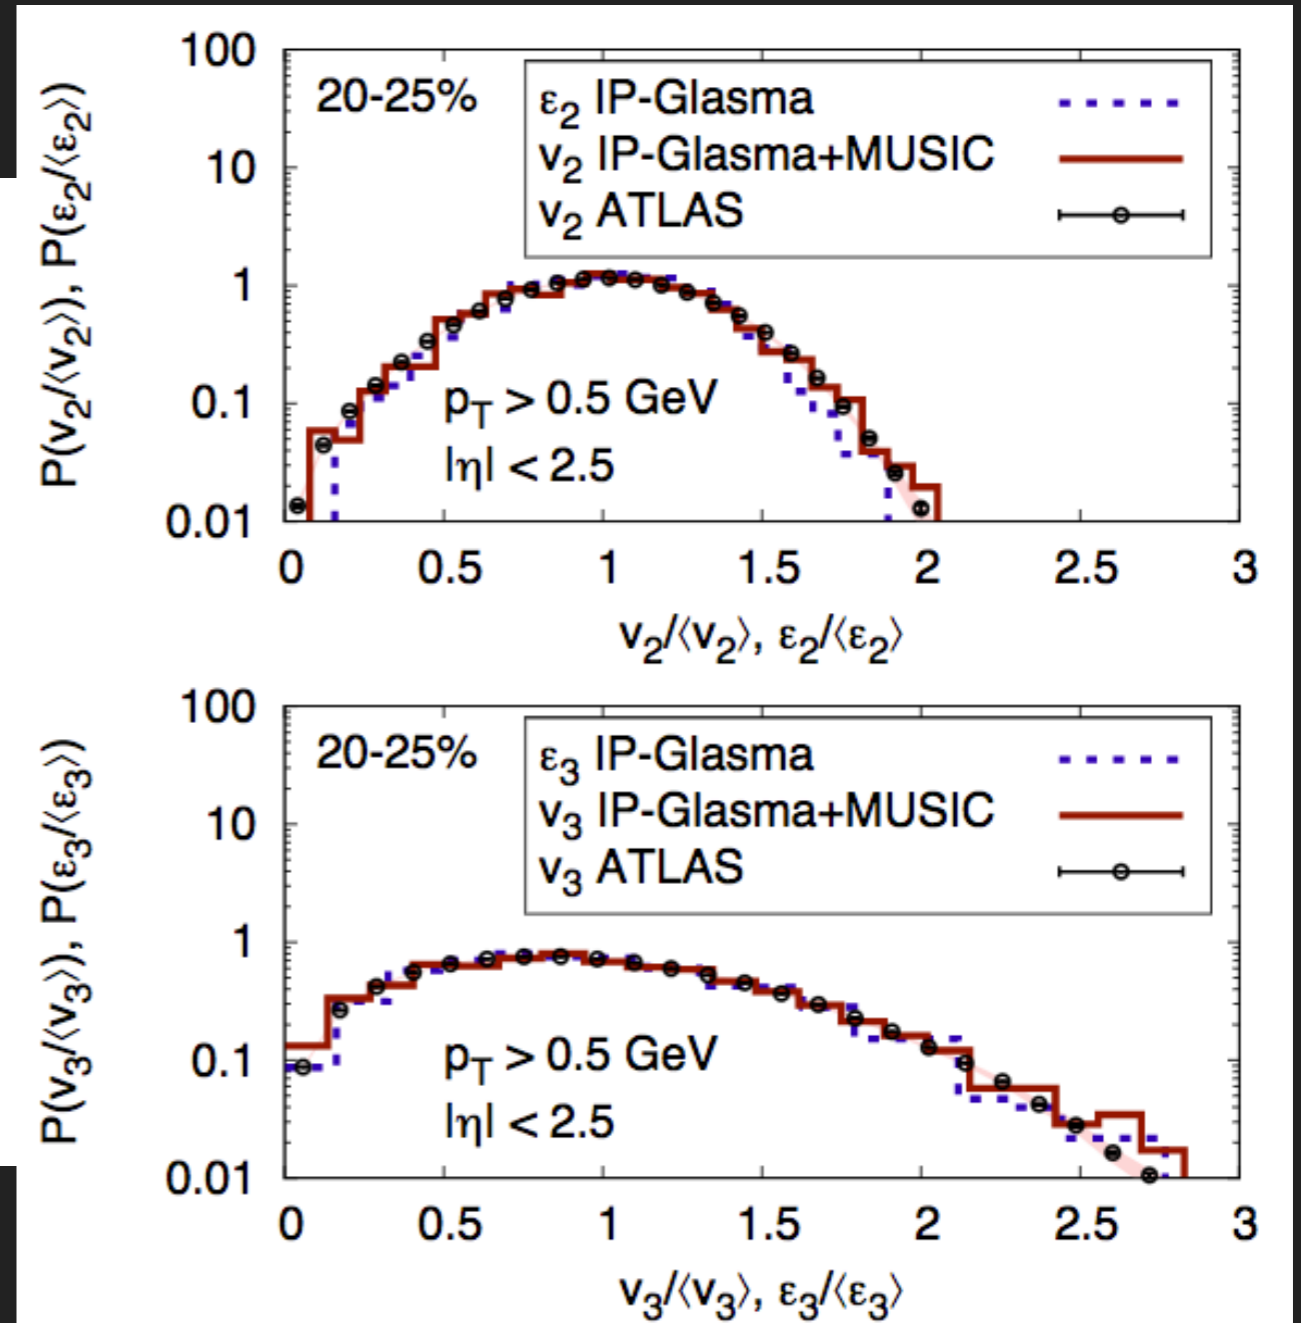 100
10
1
0.1
0.01
P(v2/⟨v2⟩), P(ε2/⟨ε2⟩)
20-25%
ε2 IP-Glasma
v2 IP-Glasma+MUSIC
v2 ATLAS
pT > 0.5 GeV
|η| < 2.5
0 0.5 1 1.5 2 2.5 3
v2/⟨v2⟩, ε2/⟨ε2⟩
100
10
1
0.1
0.01
P(v3/⟨v3⟩), P(ε3/⟨ε3⟩)
20-25%
ε3 IP-Glasma
v3 IP-Glasma+MUSIC
v3 ATLAS
pT > 0.5 GeV
|η| < 2.5
0 0.5 1 1.5 2 2.5 3
v3/⟨v3⟩, ε3/⟨ε3⟩